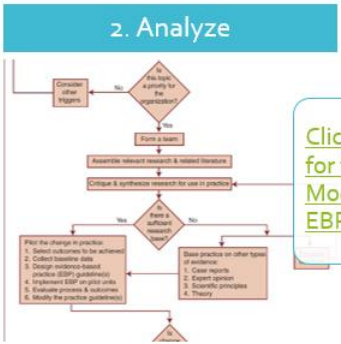 2. Analyze
Is
this topic
a priority for
the
organization?
Consider
other
triggers
No
Yes
Form a team
Assemble relevant research & related literature
Critique & synthesize research for use in practice
Is
there a
sufficient
research
base?
Yes
No
Pilot the change in practice:
1. Select outcomes to be achieved
2. Collect baseline data
3. Design evidence-based
practice (EBP) guideline(s)
4. Implement EBP on pilot units
5. Evaluate process & outcomes
6. Modify the practice guideline(s)
Base practice on other types
of evidence:
1. Case reports
2. Expert opinion
3. Scientific principles
4. Theory
Is
change
Clic
for
Mod
EBP